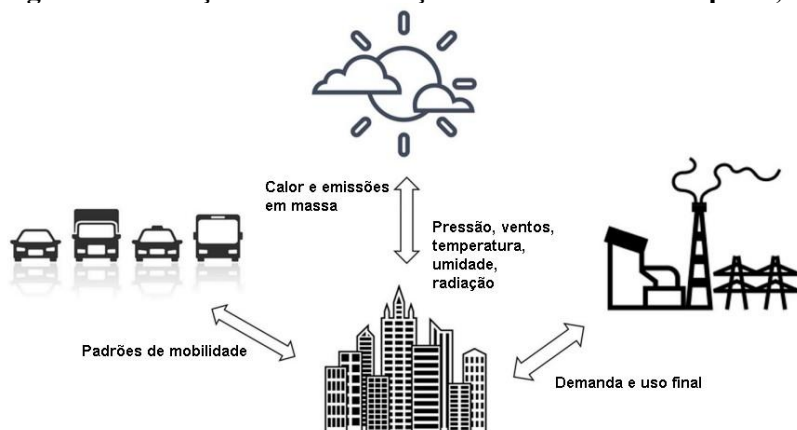 Calor e emissões
em massa
Pressão, ventos,
temperatura,
umidade,
radiação
Padrões de mobilidade
Demanda e uso final